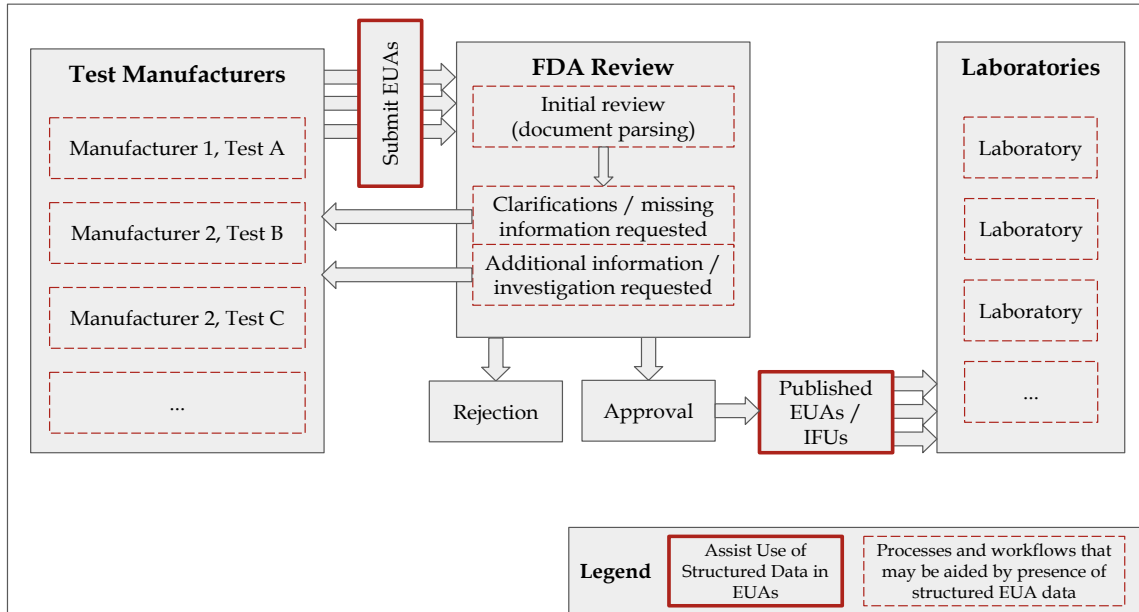 Test Manufacturers
Manufacturer 1, Test A
Manufacturer 2, Test B
Manufacturer 2, Test C
...
Submit EUAs
FDA Review
Initial review
(document parsing)
Clarifications / missing
information requested
Additional information /
investigation requested
Rejection
Approval
Published
EUAs /
IFUs
Laboratories
Laboratory
Laboratory
Laboratory
...
Legend
Assist Use of
Structured Data in
EUAs
Processes and workflows that
may be aided by presence of
structured EUA data